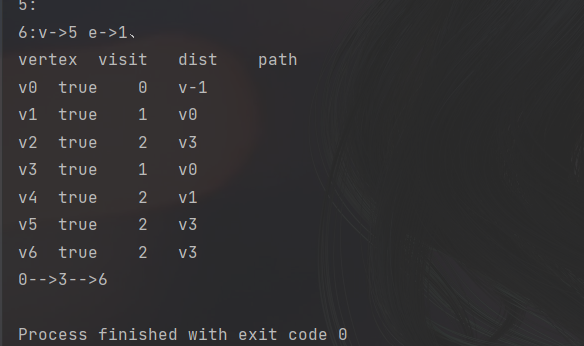 5:
6:v->5 e->1、
vertex  visit   dist    path
v0  true    0   v-1
v1  true    1   v0
v2  true    2   v3
v3  true    1   v0
v4  true    2   v1
v5  true    2   v3
v6  true    2   v3
0-->3-->6
Process finished with exit code 0